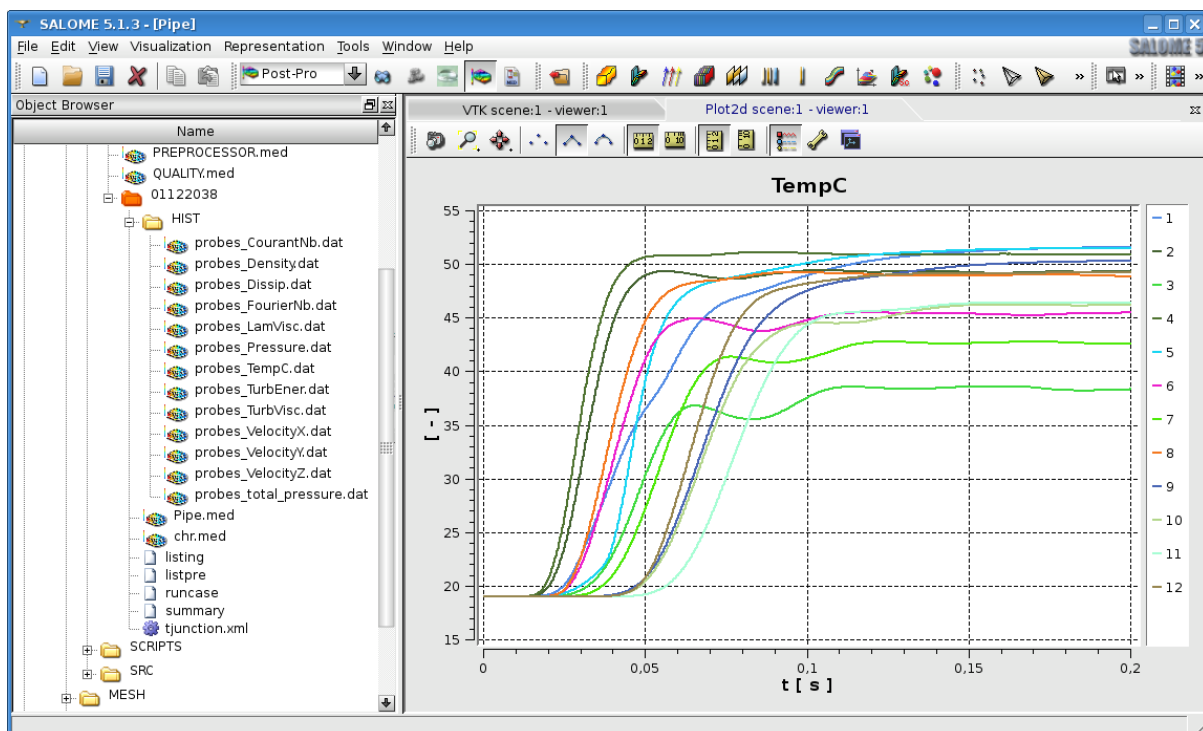 SALOME 5.1.3 - [Pipe]
File Edit View Visualization Representation Tools Window Help
SALOME 5
Post-Pro
»
»
»
Object Browser
Name
PREPROCESSOR.med
QUALITY.med
01122038
HIST
probes_CourantNb.dat
probes_Density.dat
probes_Dissip.dat
probes_FourierNb.dat
probes_LamVisc.dat
probes_Pressure.dat
probes_TempC.dat
probes_TurbEner.dat
probes_TurbVisc.dat
probes_VelocityX.dat
probes_VelocityY.dat
probes_VelocityZ.dat
probes_total_pressure.dat
Pipe.med
chr.med
listing
listpre
runcase
summary
tjunction.xml
SCRIPTS
SRC
MESH
VTK scene:1 - viewer:1
Plot2d scene:1 - viewer:1
TempC
55
50
45
40
35
30
25
20
15
[ - ]
0
0,05
0,1
0,15
0,2
t [ s ]
1
2
3
4
5
6
7
8
9
10
11
12